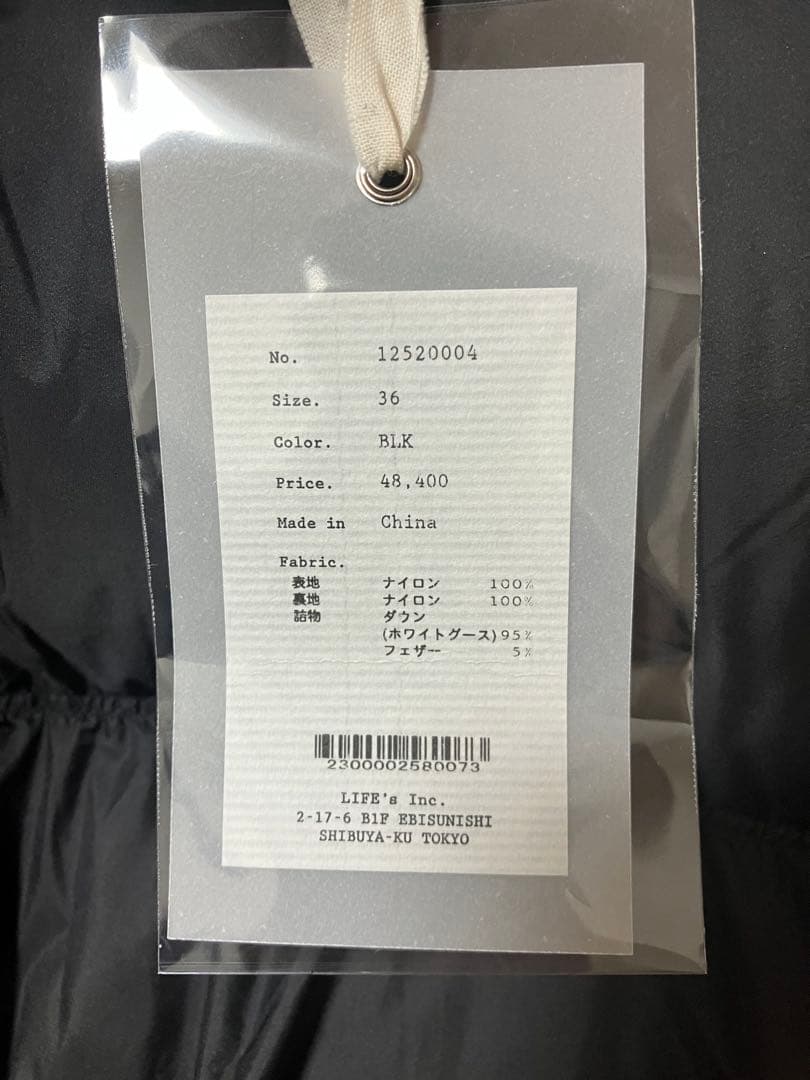 No. 12520004
Size. 36
Color. BLK
Price. 48,400
Made in China
Fabric.
表地 ナイロン 100%
裏地 ナイロン 100%
詰物 ダウン
(ホワイトグース)95%
フェザー 5%
2300002580073
LIFE's Inc.
2-17-6 B1F EBISUNISHI
SHIBUYA-KU TOKYO